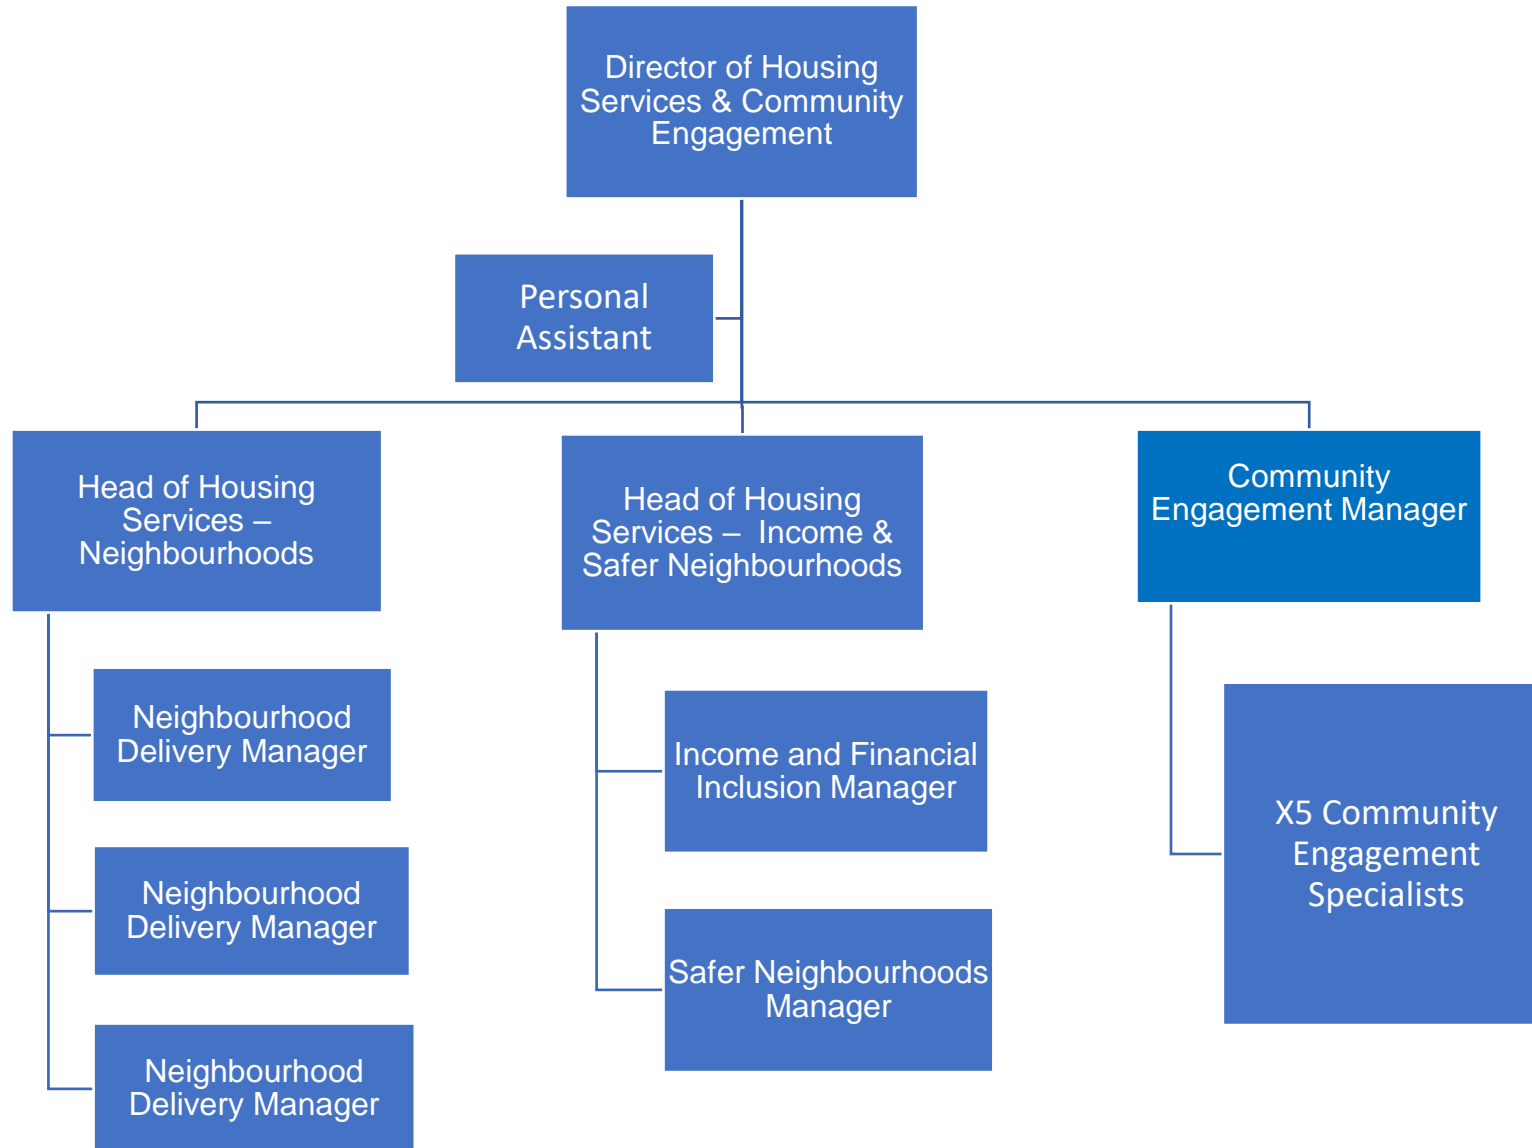 Director of Housing
Services & Community
Engagement
Personal
Assistant
Head of Housing
Services –
Neighbourhoods
Head of Housing
Services –  Income &
Safer Neighbourhoods
Community
Engagement Manager
Neighbourhood
Delivery Manager
Neighbourhood
Delivery Manager
Neighbourhood
Delivery Manager
Income and Financial
Inclusion Manager
Safer Neighbourhoods
Manager
X5 Community
Engagement
Specialists